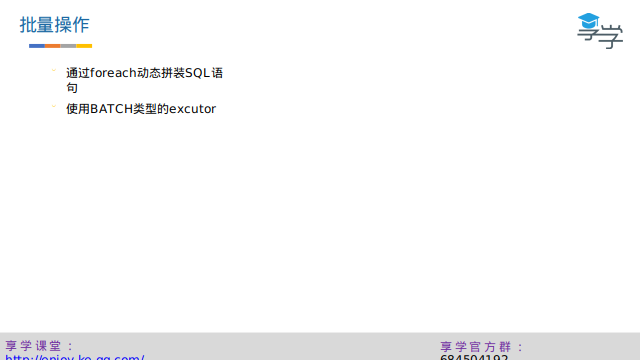 批量操作
享学
通过foreach动态拼装SQL语
句
使用BATCH类型的excutor
享学课堂：
http://enjoy.ke.qq.com/
享学官方群：
684504192